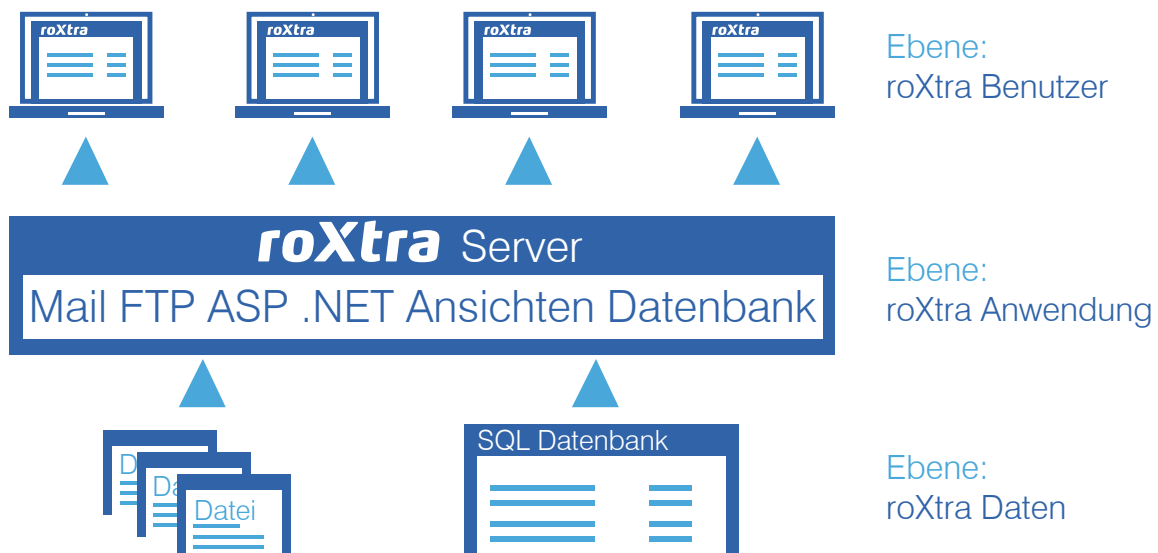 roXtra
roXtra
roXtra
roXtra
Ebene:
roXtra Benutzer
roXtra Server
Mail FTP ASP .NET Ansichten Datenbank
Ebene:
roXtra Anwendung
D
Da
Datei
SQL Datenbank
Ebene:
roXtra Daten